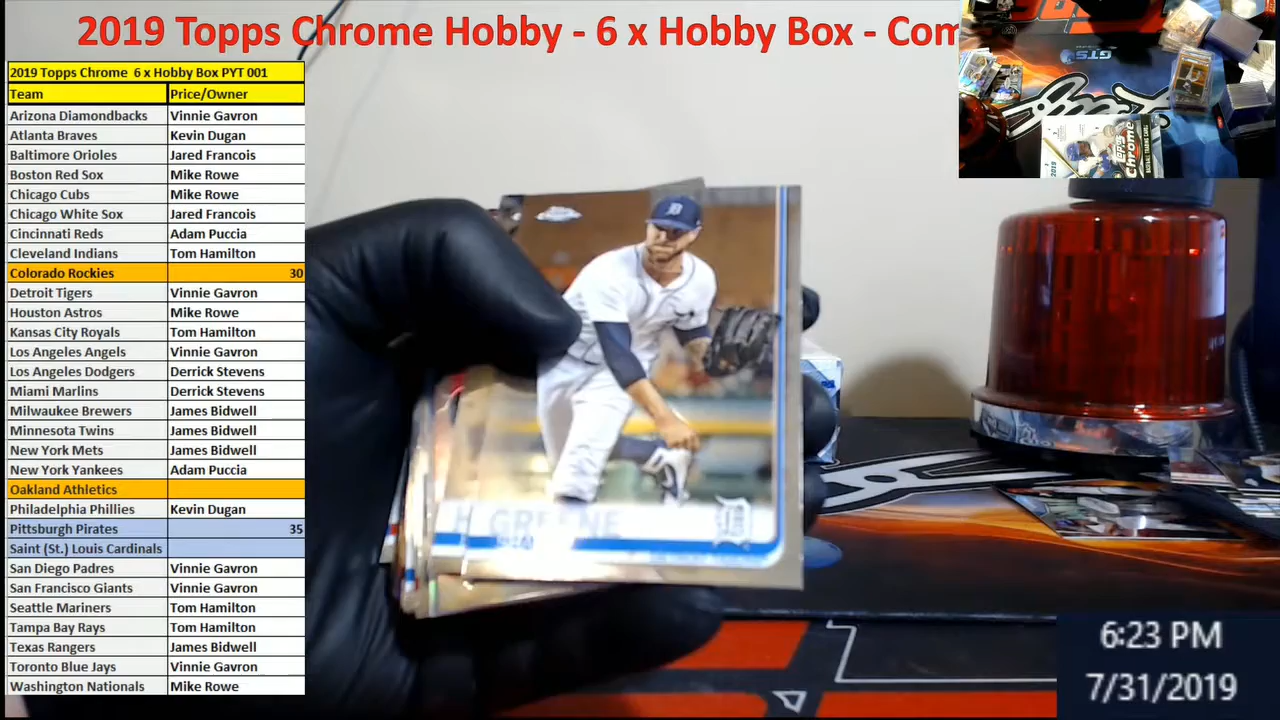 2019 Topps Chrome Hobby - 6 x Hobby Box - Com
2019 Topps Chrome 6 x Hobby Box PYT 001
Team Price/Owner
Arizona Diamondbacks Vinnie Gavron
Atlanta Braves Kevin Dugan
Baltimore Orioles Jared Francois
Boston Red Sox Mike Rowe
Chicago Cubs Mike Rowe
Chicago White Sox Jared Francois
Cincinnati Reds Adam Puccia
Cleveland Indians Tom Hamilton
Colorado Rockies 30
Detroit Tigers Vinnie Gavron
Houston Astros Mike Rowe
Kansas City Royals Tom Hamilton
Los Angeles Angels Vinnie Gavron
Los Angeles Dodgers Derrick Stevens
Miami Marlins Derrick Stevens
Milwaukee Brewers James Bidwell
Minnesota Twins James Bidwell
New York Mets James Bidwell
New York Yankees Adam Puccia
Oakland Athletics
Philadelphia Phillies Kevin Dugan
Pittsburgh Pirates 35
Saint (St.) Louis Cardinals
San Diego Padres Vinnie Gavron
San Francisco Giants Vinnie Gavron
Seattle Mariners Tom Hamilton
Tampa Bay Rays Tom Hamilton
Texas Rangers James Bidwell
Toronto Blue Jays Vinnie Gavron
Washington Nationals Mike Rowe
GTS
2019
Topps
Chrome
D
GREENE
D
6:23 PM
7/31/2019